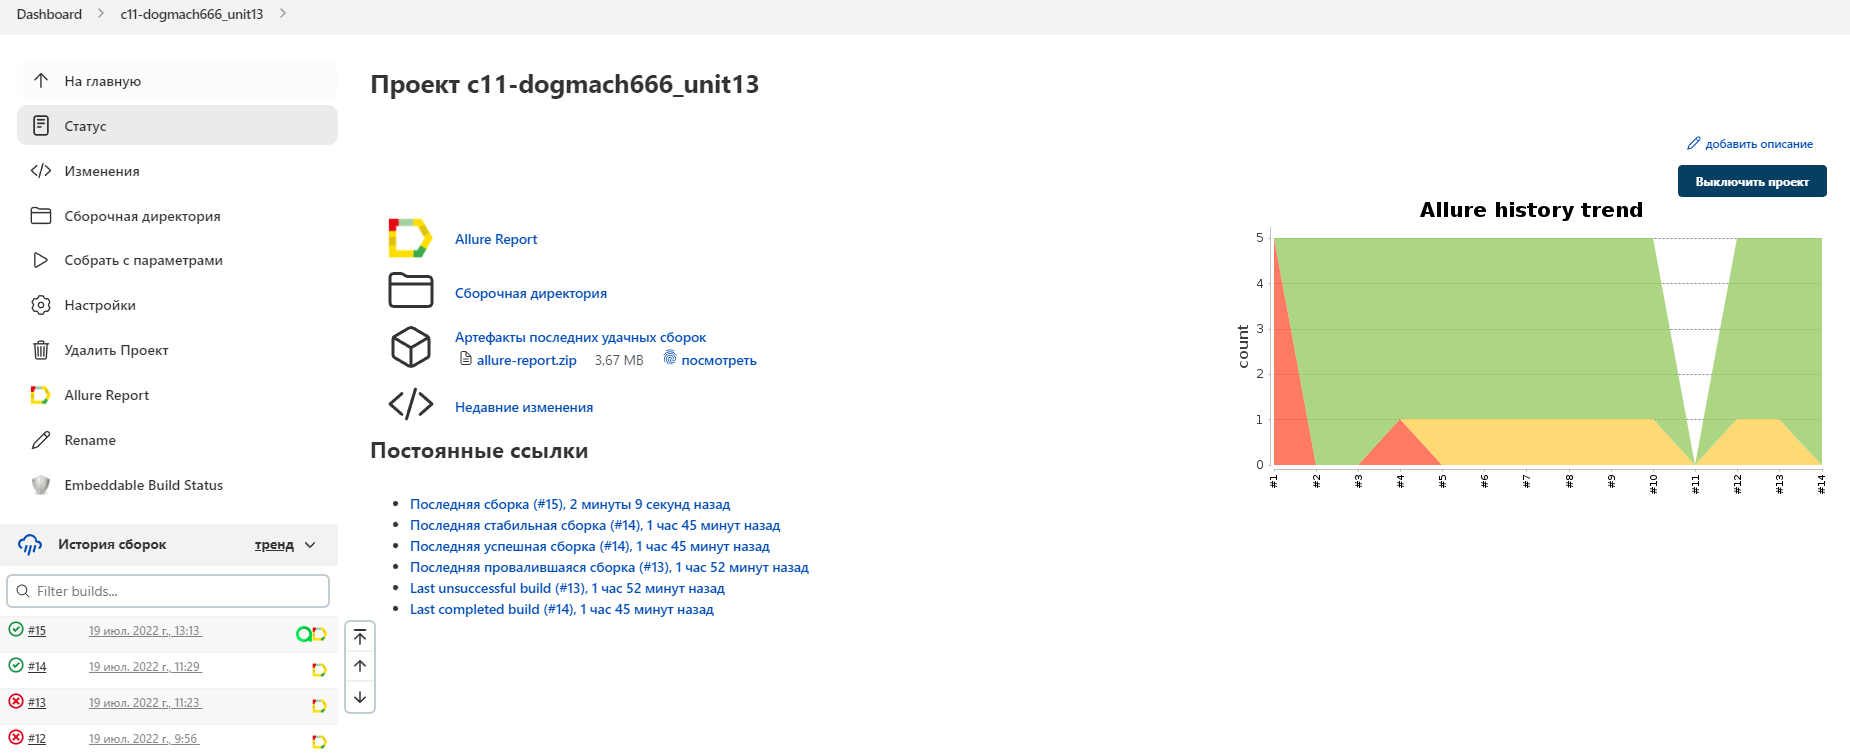 Dashboard > c11-dogmach666_unit13 >
На главную
Статус
Изменения
Сборочная директория
Собрать с параметрами
Настройки
Удалить Проект
Allure Report
Rename
Embeddable Build Status
История сборок тренд
Filter builds...
#15 19 июл. 2022 г., 13:13
#14 19 июл. 2022 г., 11:29
#13 19 июл. 2022 г., 11:23
#12 19 июл. 2022 г., 9:56
Проект c11-dogmach666_unit13
добавить описание
Выключить проект
Allure Report
Сборочная директория
Артефакты последних удачных сборок
allure-report.zip 3,67 MB посмотреть
Недавние изменения
Постоянные ссылки
Последняя сборка (#15), 2 минуты 9 секунд назад
Последняя стабильная сборка (#14), 1 час 45 минут назад
Последняя успешная сборка (#14), 1 час 45 минут назад
Последняя провалившаяся сборка (#13), 1 час 52 минут назад
Last unsuccessful build (#13), 1 час 52 минут назад
Last completed build (#14), 1 час 45 минут назад
Allure history trend
count
5
4
3
2
1
0
#1 #2 #3 #4 #5 #6 #7 #8 #9 #10 #11 #12 #13 #14